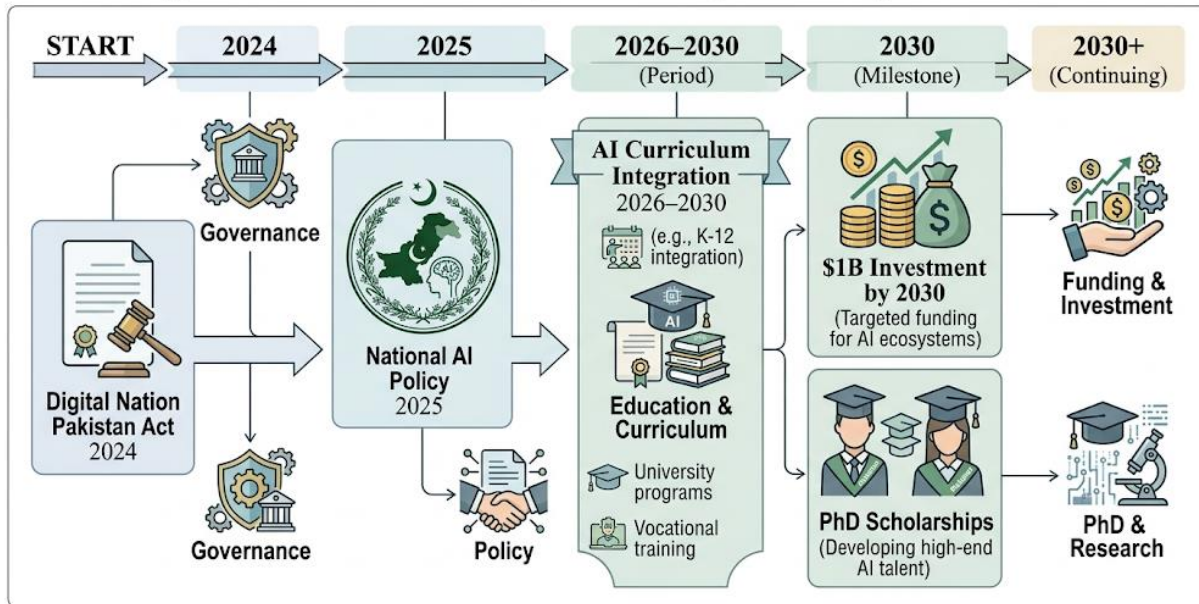 START
2024
2025
2026–2030
(Period)
2030
(Milestone)
2030+
(Continuing)
Digital Nation
Pakistan Act
2024
Governance
Governance
National AI
Policy
2025
Policy
AI Curriculum
Integration
2026–2030
(e.g., K-12
integration)
AI
Education &
Curriculum
University
programs
Vocational
training
$1B Investment
by 2030
(Targeted funding
for AI ecosystems)
PhD Scholarships
(Developing high-end
AI talent)
Funding &
Investment
PhD &
Research